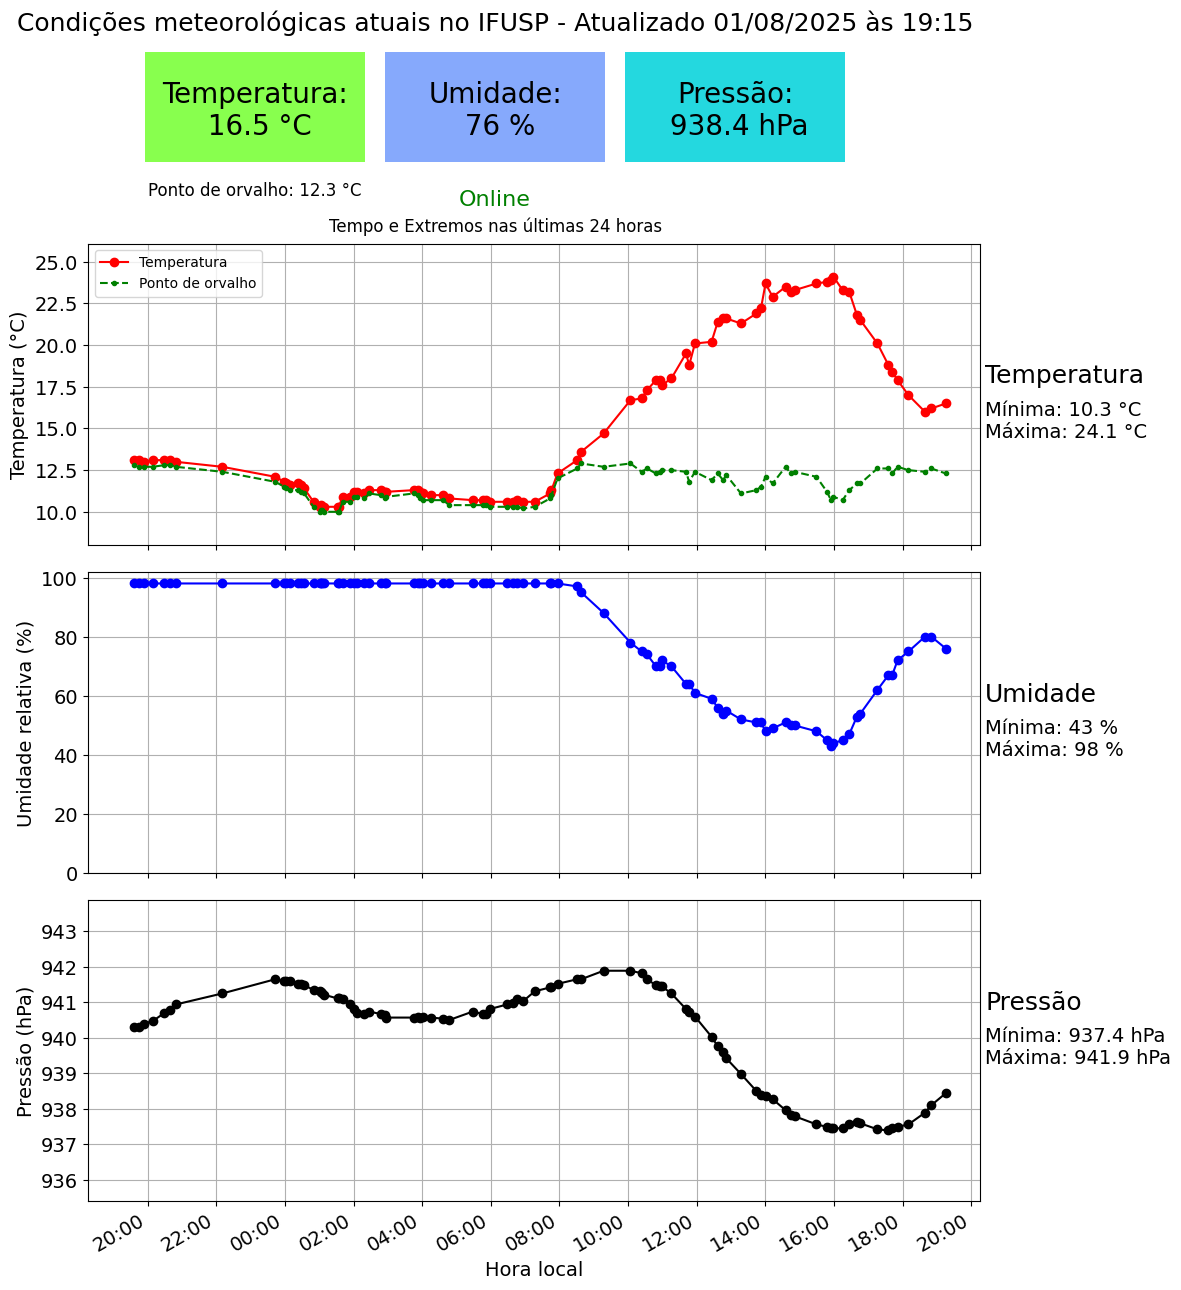 Condições meteorológicas atuais no IFUSP - Atualizado 01/08/2025 às 19:15
Temperatura:
16.5 °C
Umidade:
76 %
Pressão:
938.4 hPa
Ponto de orvalho: 12.3 °C
Online
Tempo e Extremos nas últimas 24 horas
Temperatura
Ponto de orvalho
Temperatura (°C)
25.0
22.5
20.0
17.5
15.0
12.5
10.0
Temperatura
Mínima: 10.3 °C
Máxima: 24.1 °C
Umidade relativa (%)
100
80
60
40
20
0
Umidade
Mínima: 43 %
Máxima: 98 %
Pressão (hPa)
943
942
941
940
939
938
937
936
Pressão
Mínima: 937.4 hPa
Máxima: 941.9 hPa
20:00 22:00 00:00 02:00 04:00 06:00 08:00 10:00 12:00 14:00 16:00 18:00 20:00
Hora local